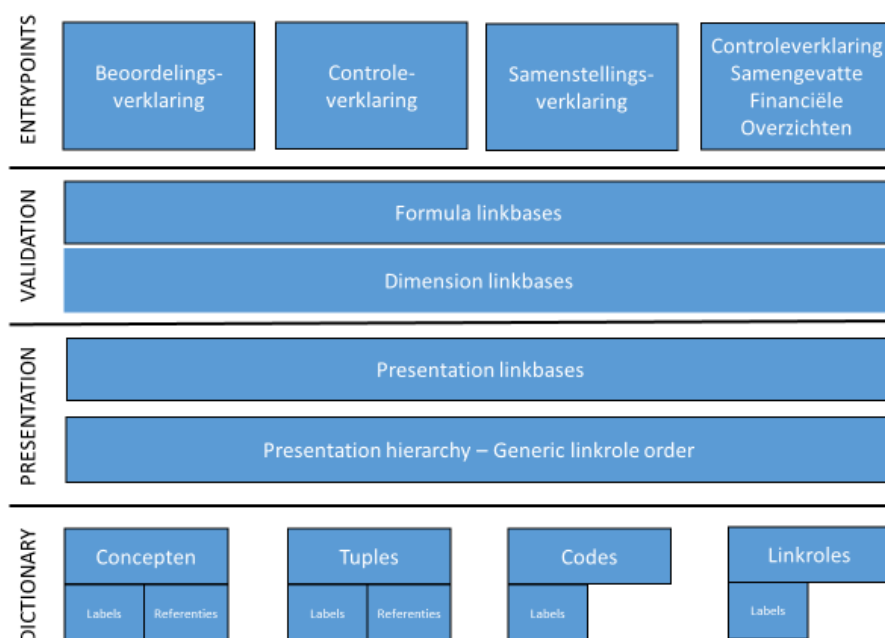 ENTRYPOINTS
Beoordelings-
verklaring
Controle-
verklaring
Samenstellings-
verklaring
Controleverklaring
Samengevatte
Financiële
Overzichten
VALIDATION
Formula linkbases
Dimension linkbases
PRESENTATION
Presentation linkbases
Presentation hierarchy – Generic linkrole order
DICTIONARY
Concepten
Labels
Referenties
Tuples
Labels
Referenties
Codes
Labels
Linkroles
Labels